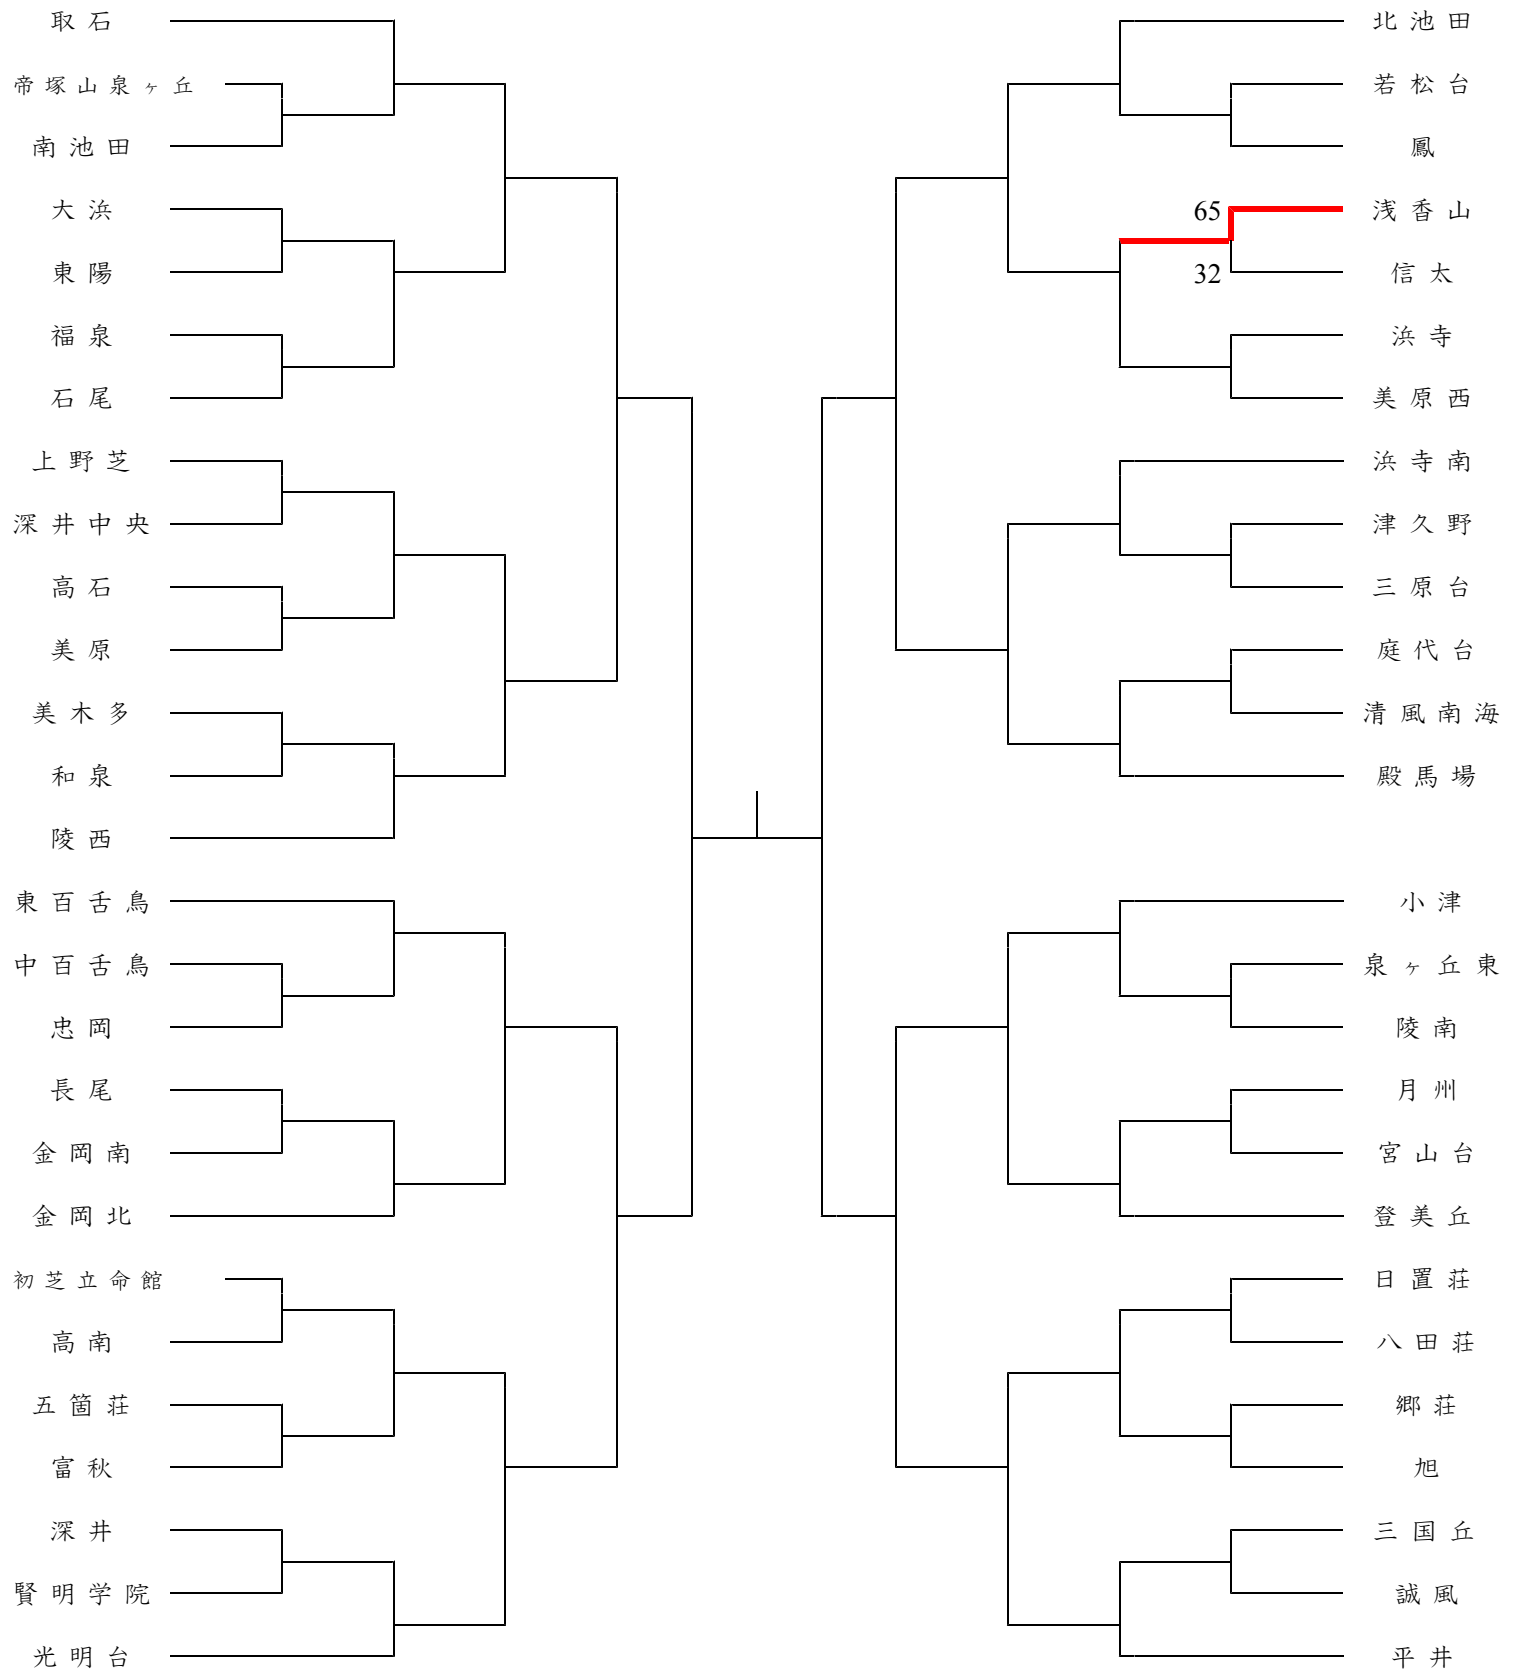 取石
帝塚山泉ヶ丘
南池田
大浜
東陽
福泉
石尾
上野芝
深井中央
高石
美原
美木多
和泉
陵西
東百舌鳥
中百舌鳥
忠岡
長尾
金岡南
金岡北
初芝立命館
高南
五箇荘
富秋
深井
賢明学院
光明台
北池田
若松台
鳳
65
浅香山
32
信太
浜寺
美原西
浜寺南
津久野
三原台
庭代台
清風南海
殿馬場
小津
泉ヶ丘東
陵南
月州
宮山台
登美丘
日置荘
八田荘
郷荘
旭
三国丘
誠風
平井